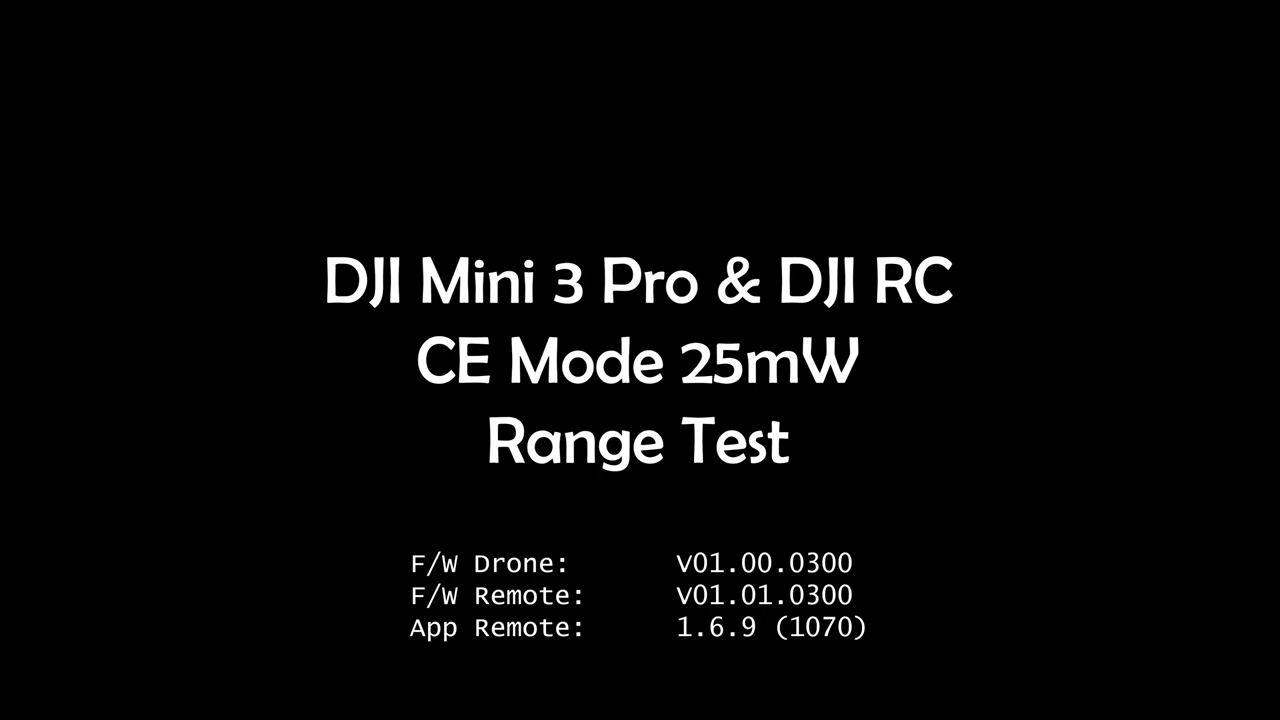 DJI Mini 3 Pro & DJI RC
CE Mode 25mW
Range Test
F/W Drone: v01.00.0300
F/W Remote: v01.01.0300
App Remote: 1.6.9 (1070)